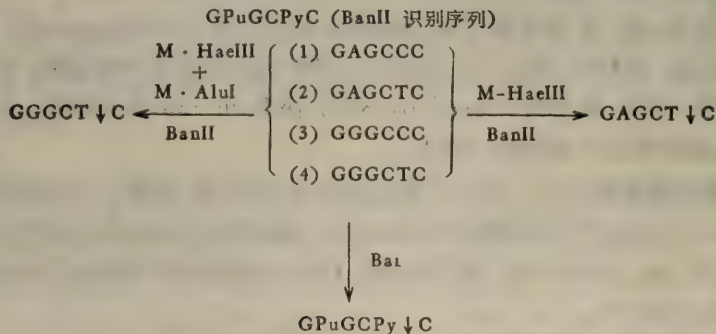 GPuGCPyC (BanII 识别序列)
M · HaeIII
+
M · AluI
BanII
GGGCT↓C
(1) GAGCCC
(2) GAGCTC
(3) GGGCCC
(4) GGGCTC
M-HaeIII
BanII
GAGCT↓C
Baı
GPuGCPy↓C